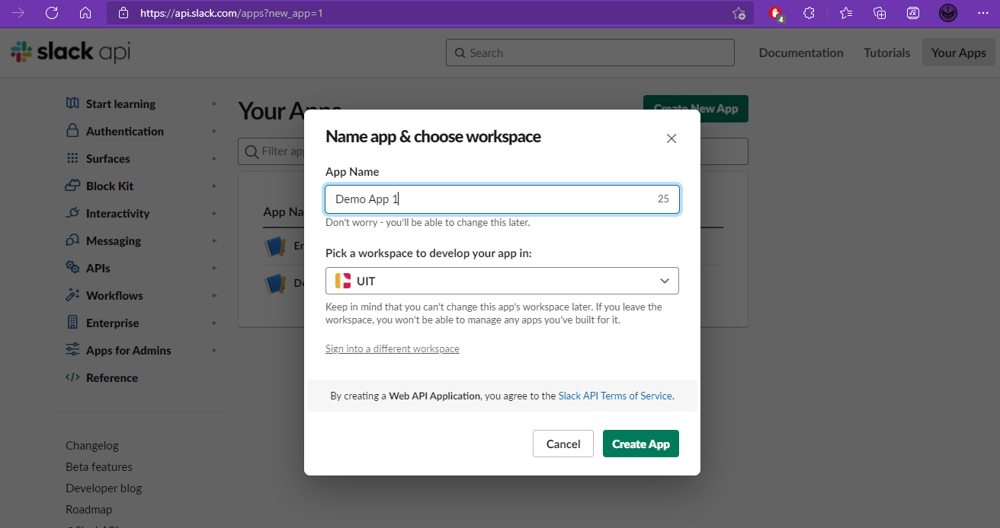 https://api.slack.com/apps?new_app=1
4
slack api
Search
Documentation
Tutorials
Your Apps
Start learning
Authentication
Surfaces
Block Kit
Interactivity
Messaging
APIs
Workflows
Enterprise
Apps for Admins
Reference
Changelog
Beta features
Developer blog
Roadmap
Your Apps
Create New App
Filter
App Na
Name app & choose workspace
App Name
Demo App 1
25
Don't worry - you'll be able to change this later.
Pick a workspace to develop your app in:
UIT
Keep in mind that you can't change this app's workspace later. If you leave the
workspace, you won't be able to manage any apps you've built for it.
Sign into a different workspace
By creating a Web API Application, you agree to the Slack API Terms of Service.
Cancel
Create App